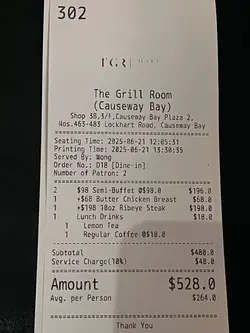 302
The Grill Room
(Causeway Bay)
Shop 3B,3/F,Causeway Bay Plaza 2,
Nos.463-483 Lockhart Road, Causeway Bay
Seating Time: 2025-06-21 12:05:31
Printing Time: 2025-06-21 13:30:35
Served By: Wong
Order No.: D10 [Dine-in]
Number of Patron: 2
2 $98 Semi-Buffet @$98.0 $196.0
1 +$68 Butter Chicken Breast $68.0
1 +$198 10oz Ribeye Steak $198.0
1 Lunch Drinks $18.0
1 Lemon Tea
1 Regular Coffee @18.0
Subtotal $480.0
Service Charge(10%) $48.0
Amount $528.0
Avg. per Person $264.0
Thank You